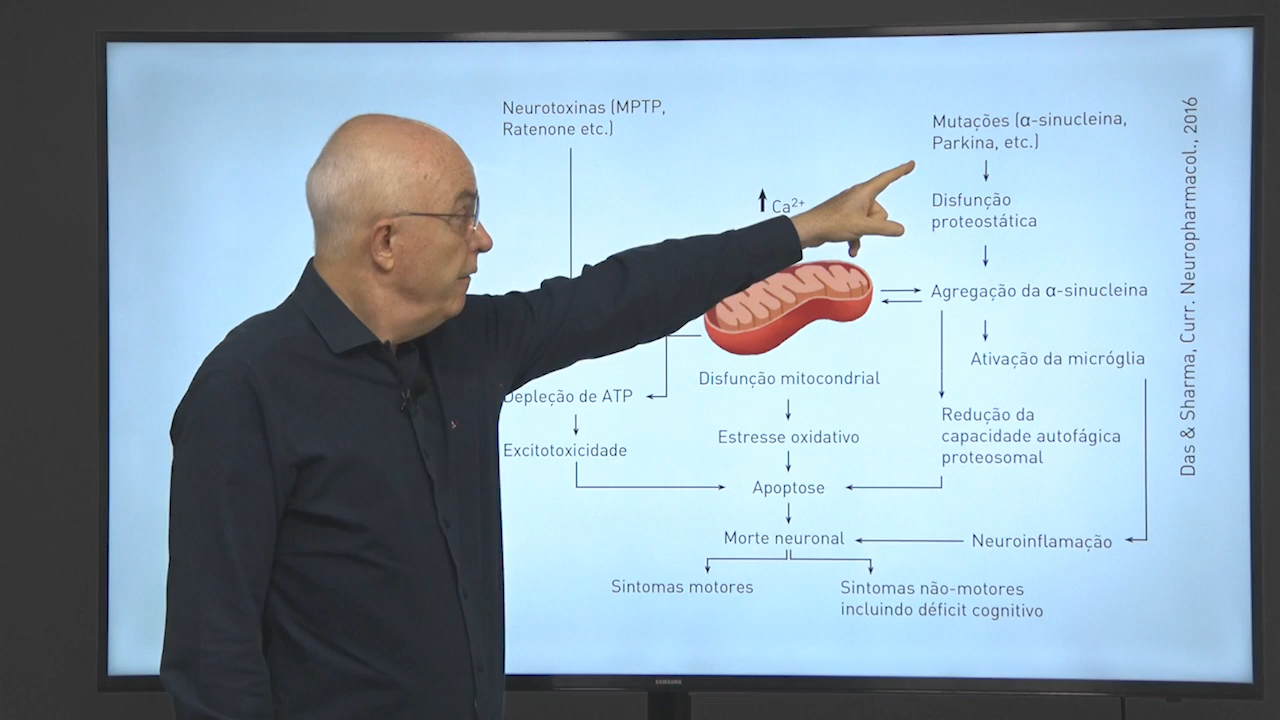 Neurotoxinas (MPTP,
Ratenone etc.)
Mutações (α-sinucleina,
Parkina, etc.)
Ca²⁺
Disfunção
proteostática
Agregação da α-sinucleina
Ativação da micróglia
Disfunção mitocondrial
Depleção de ATP
Redução da
capacidade autofágica
proteosomal
Estresse oxidativo
Excitotoxicidade
Apoptose
Morte neuronal
Neuroinflamação
Sintomas motores
Sintomas não-motores
incluindo déficit cognitivo
Das & Sharma, Curr. Neuropharmacol., 2016
SAMSUNG